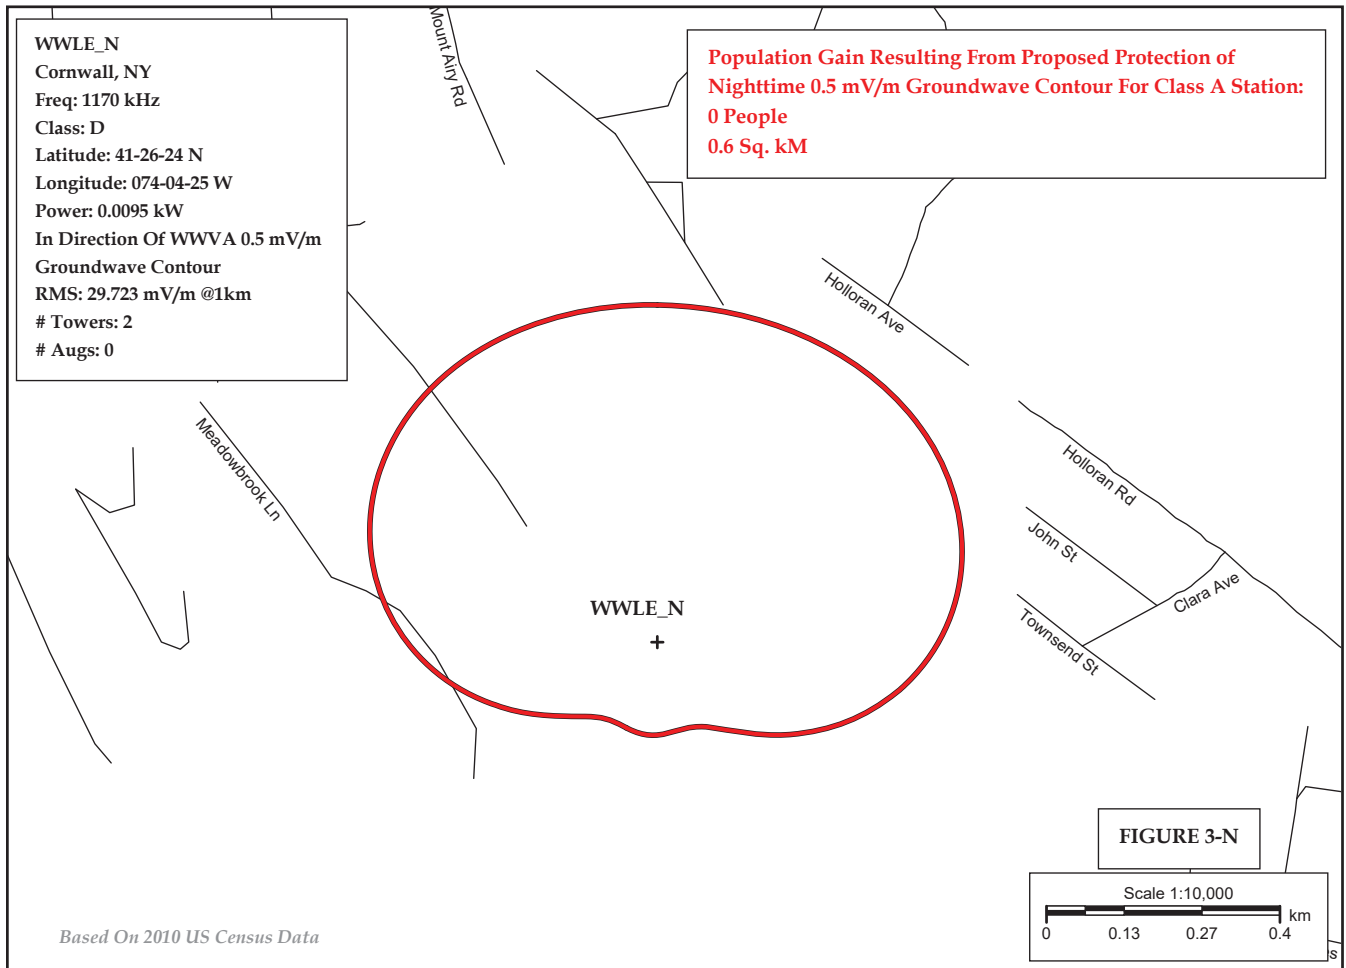 WWLE_N
Cornwall, NY
Freq: 1170 kHz
Class: D
Latitude: 41-26-24 N
Longitude: 074-04-25 W
Power: 0.0095 kW
In Direction Of WWVA 0.5 mV/m
Groundwave Contour
RMS: 29.723 mV/m @1km
# Towers: 2
# Augs: 0
Mount Airy Rd
Population Gain Resulting From Proposed Protection of
Nighttime 0.5 mV/m Groundwave Contour For Class A Station:
0 People
0.6 Sq. kM
Holloran Ave
Meadowbrook Ln
Holloran Rd
John St
Clara Ave
Townsend St
WWLE_N
FIGURE 3-N
Scale 1:10,000
km
0 0.13 0.27 0.4
Based On 2010 US Census Data